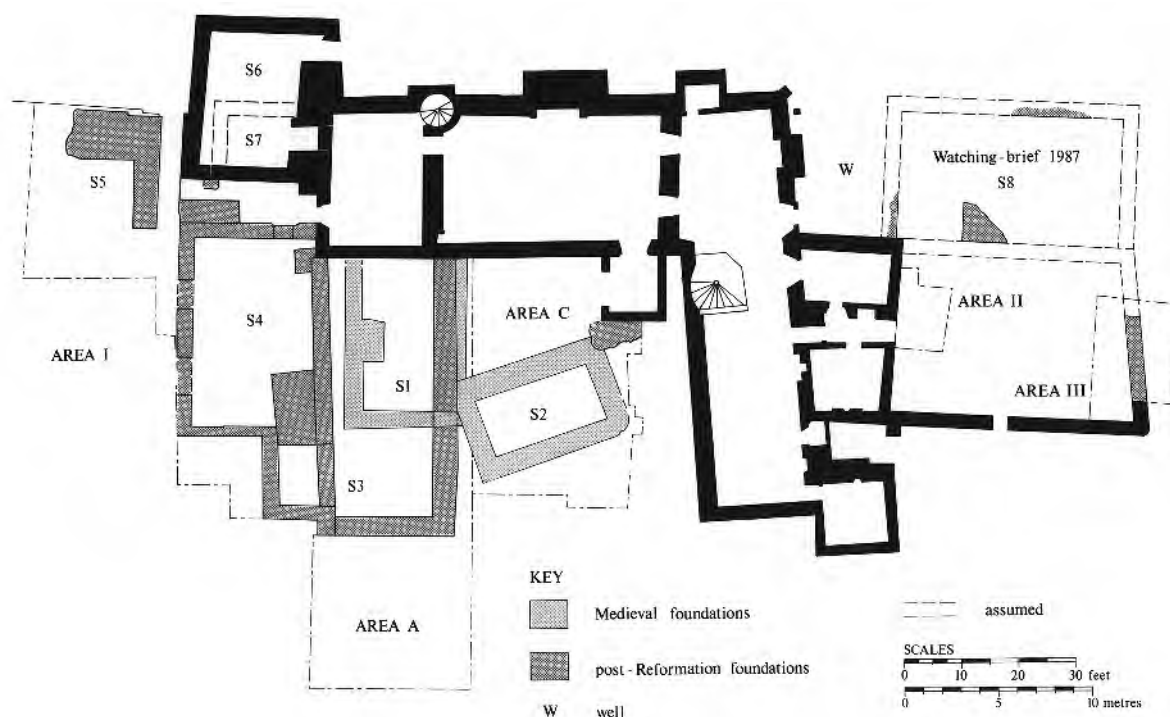 S6
S7
S5
W
Watching-brief 1987
S8
S4
AREA C
AREA II
AREA I
S1
S2
AREA III
S3
KEY
Medieval foundations
assumed
AREA A
SCALES
0 10 20 30 feet
post-Reformation foundations
0 5 10 metres
W well